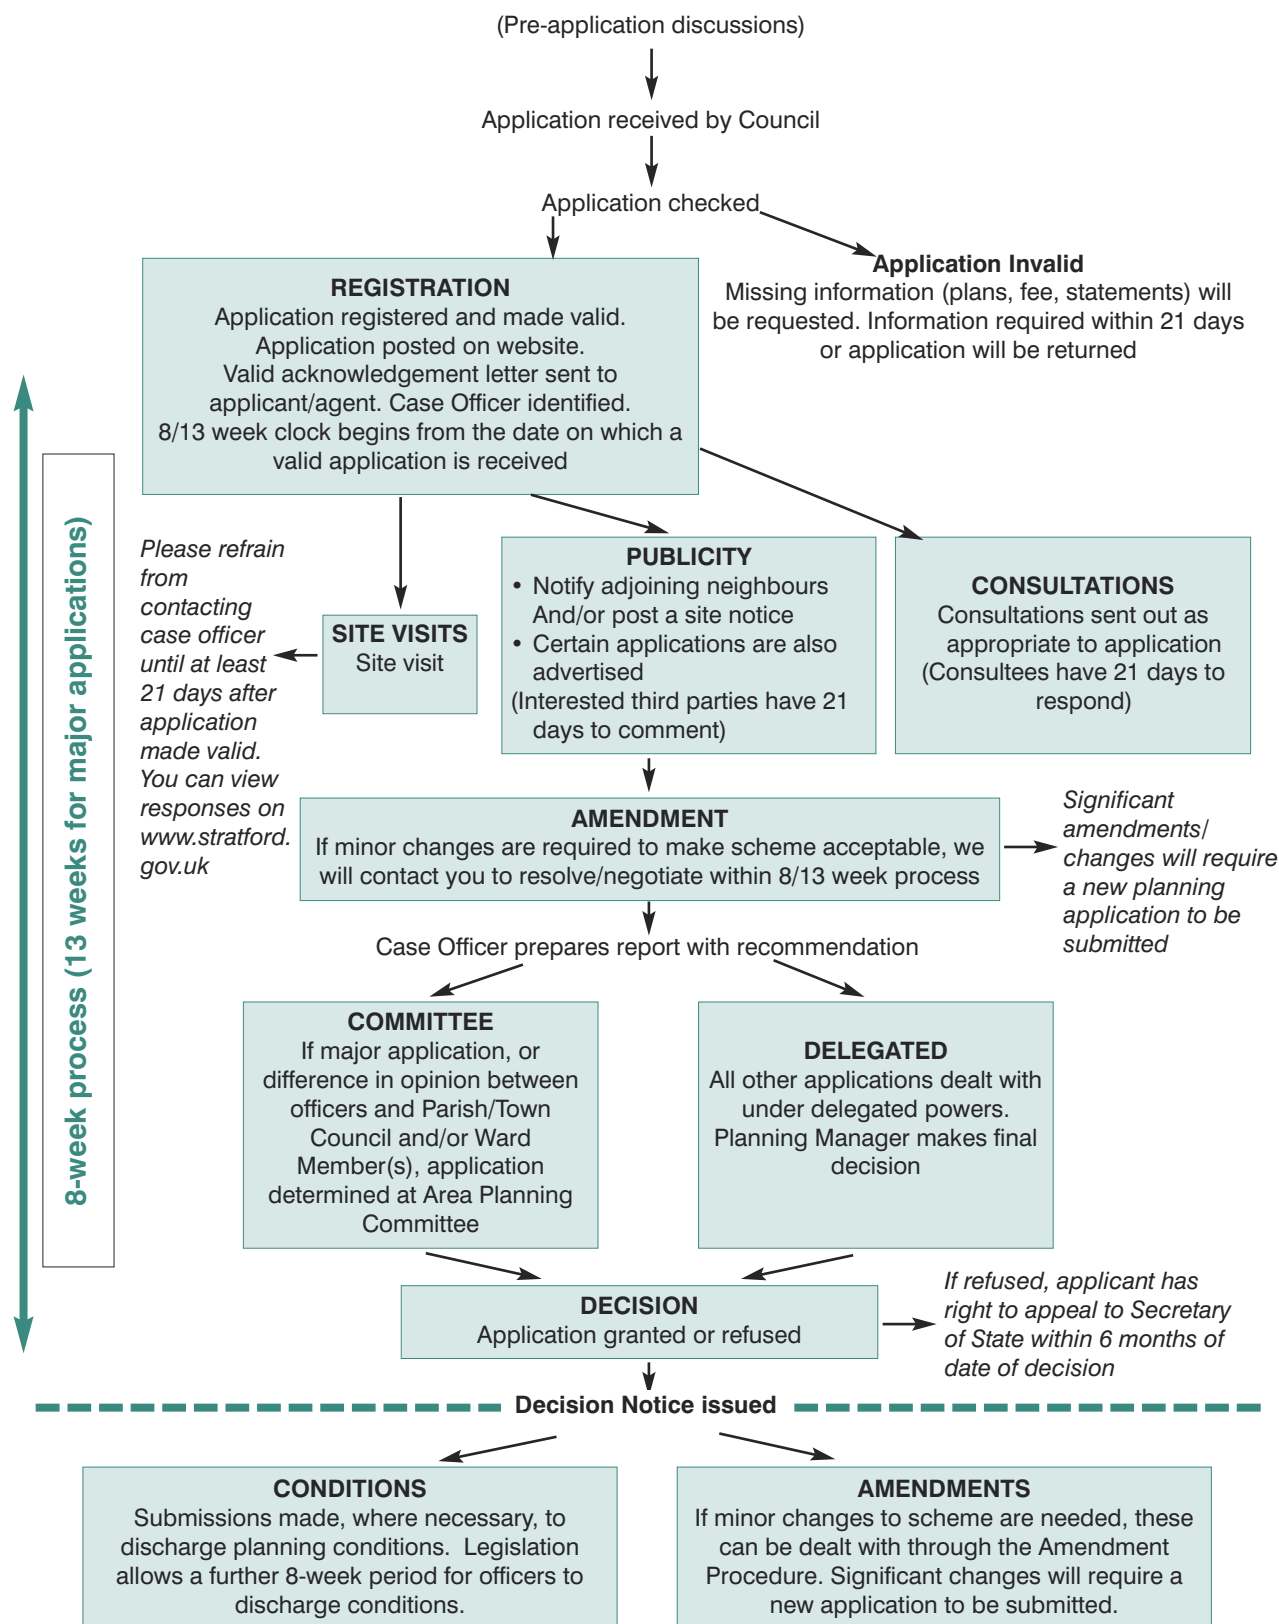 (Pre-application discussions)
Application received by Council
Application checked
Application Invalid
Missing information (plans, fee, statements) will
be requested. Information required within 21 days
or application will be returned
REGISTRATION
Application registered and made valid.
Application posted on website.
Valid acknowledgement letter sent to
applicant/agent. Case Officer identified.
8/13 week clock begins from the date on which a
valid application is received
8-week process (13 weeks for major applications)
Please refrain
from
contacting
case officer
until at least
21 days after
application
made valid.
You can view
responses on
www.stratford.
gov.uk
SITE VISITS
Site visit
PUBLICITY
• Notify adjoining neighbours
And/or post a site notice
• Certain applications are also
advertised
(Interested third parties have 21
days to comment)
CONSULTATIONS
Consultations sent out as
appropriate to application
(Consultees have 21 days to
respond)
AMENDMENT
If minor changes are required to make scheme acceptable, we
will contact you to resolve/negotiate within 8/13 week process
Significant
amendments/
changes will require
a new planning
application to be
submitted
Case Officer prepares report with recommendation
COMMITTEE
If major application, or
difference in opinion between
officers and Parish/Town
Council and/or Ward
Member(s), application
determined at Area Planning
Committee
DELEGATED
All other applications dealt with
under delegated powers.
Planning Manager makes final
decision
DECISION
Application granted or refused
If refused, applicant has
right to appeal to Secretary
of State within 6 months of
date of decision
Decision Notice issued
CONDITIONS
Submissions made, where necessary, to
discharge planning conditions.  Legislation
allows a further 8-week period for officers to
discharge conditions.
AMENDMENTS
If minor changes to scheme are needed, these
can be dealt with through the Amendment
Procedure. Significant changes will require a
new application to be submitted.